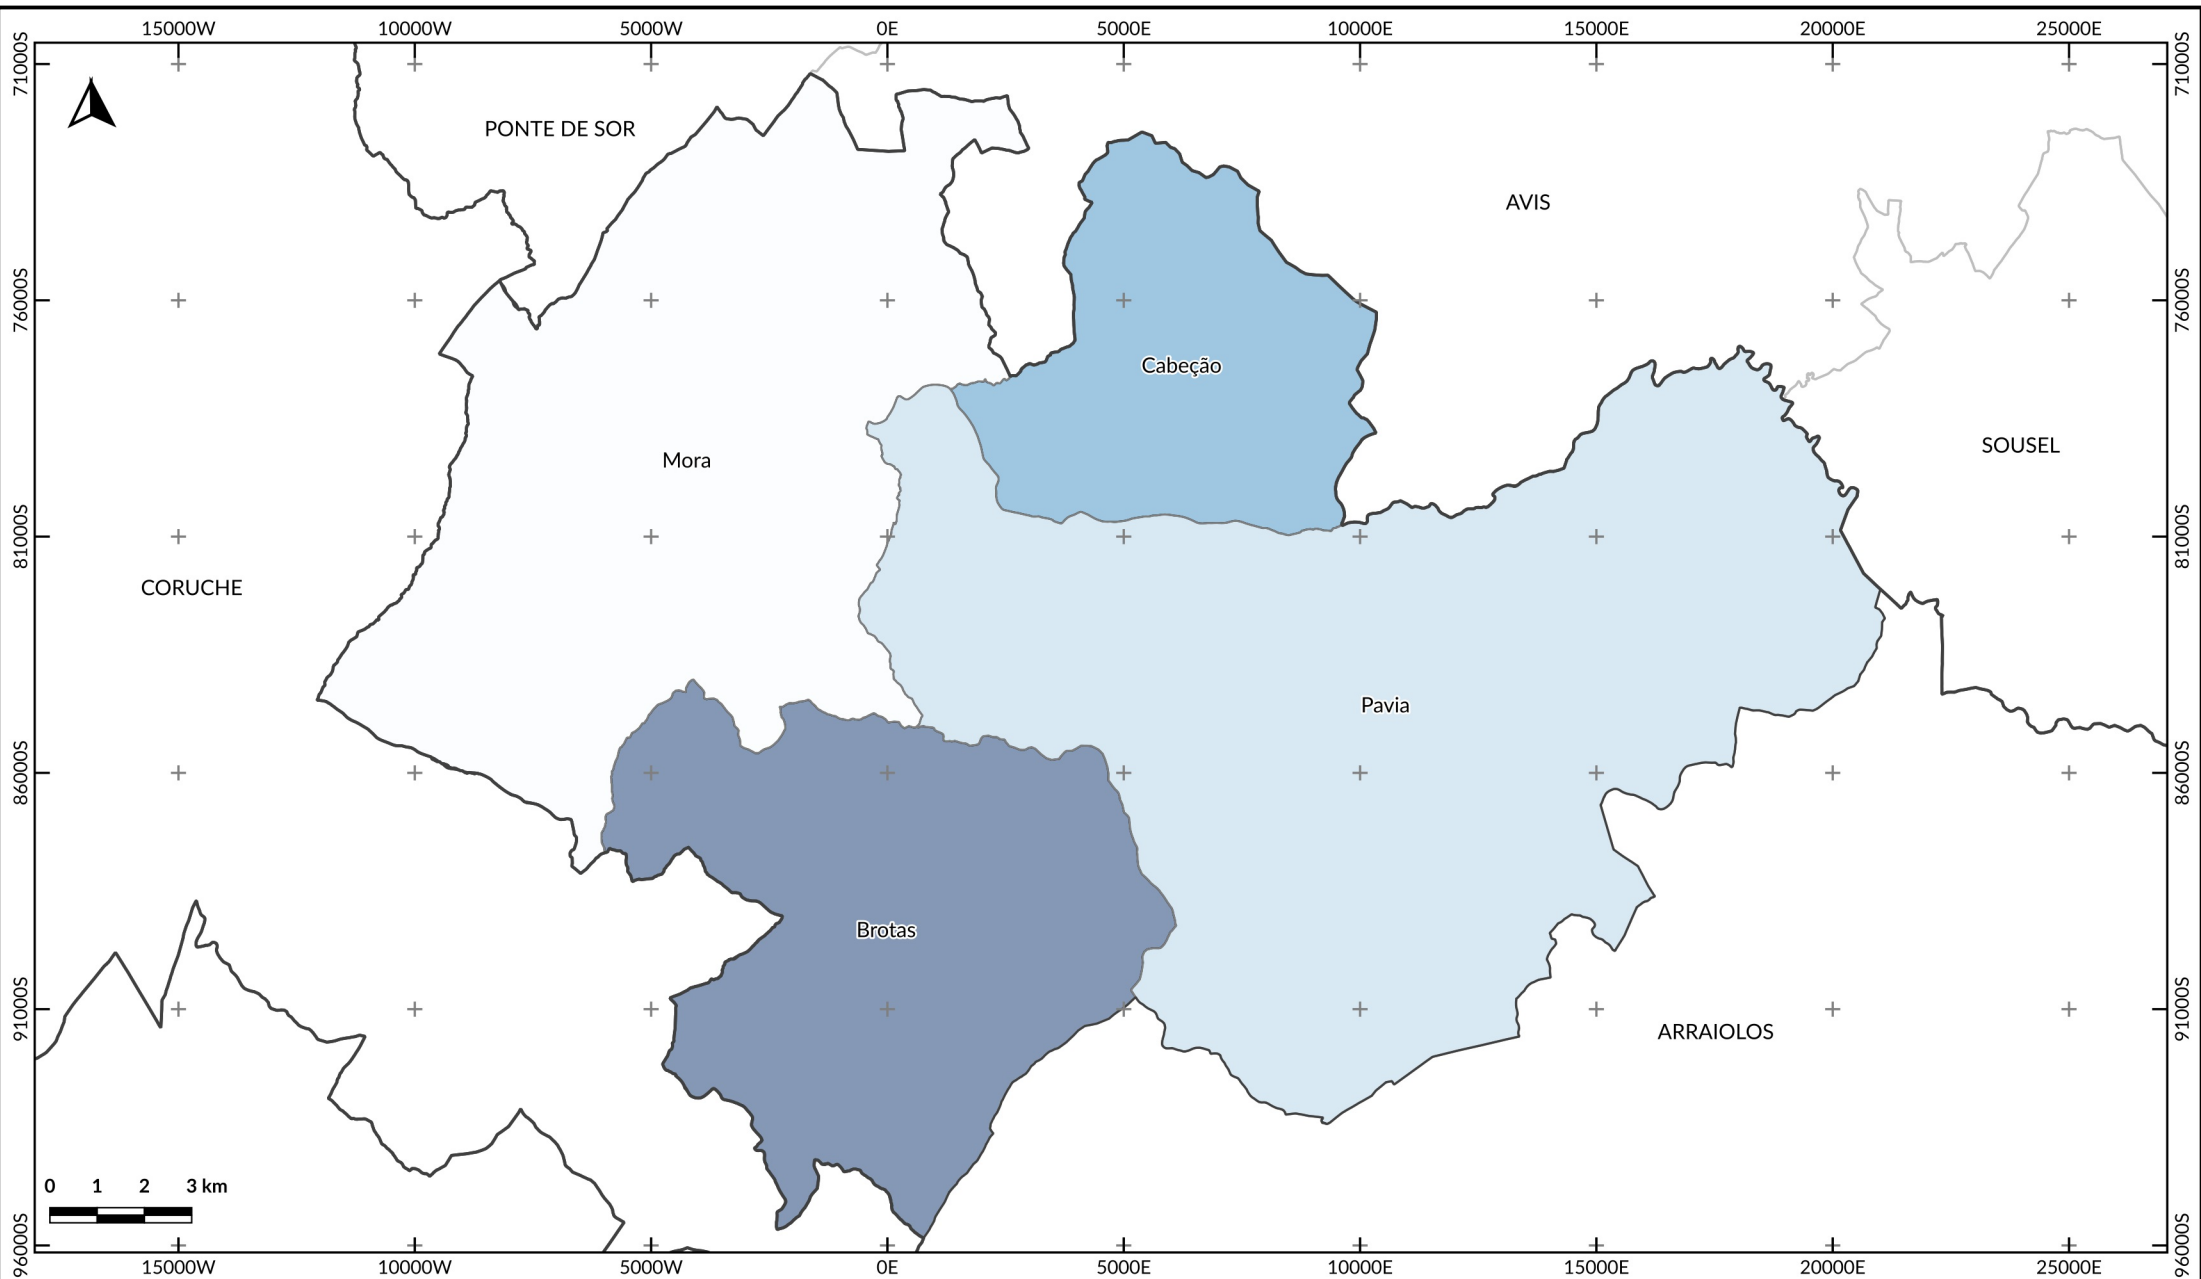 15000W 10000W 5000W 0E 5000E 10000E 15000E 20000E 25000E
71000S 71000S
PONTE DE SOR
AVIS
76000S 76000S
Cabeção
SOUSEL
Mora
81000S 81000S
CORUCHE
Pavia
86000S 86000S
Brotas
91000S 91000S
ARRAIOLOS
0 1 2 3 km
96000S 96000S
15000W 10000W 5000W 0E 5000E 10000E 15000E 20000E 25000E